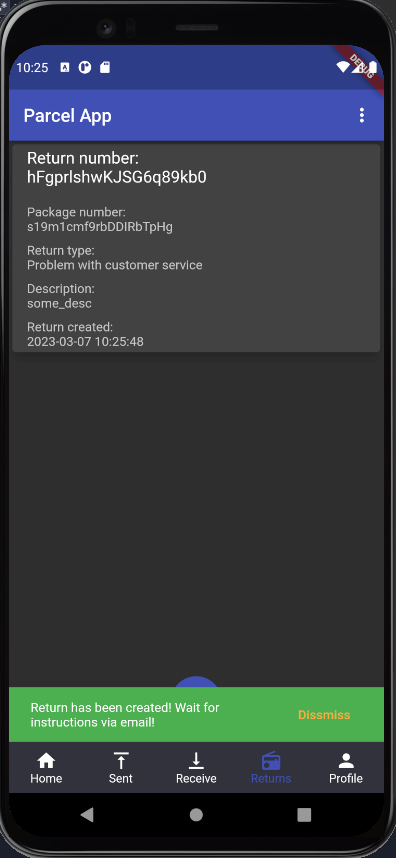 10:25
DEBUG
Parcel App
Return number:
hFgprlshwKJSG6q89kb0
Package number:
s19m1cmf9rbDDIRbTpHg
Return type:
Problem with customer service
Description:
some_desc
Return created:
2023-03-07 10:25:48
Return has been created! Wait for
instructions via email!
Dissmiss
Home Sent Receive Returns Profile